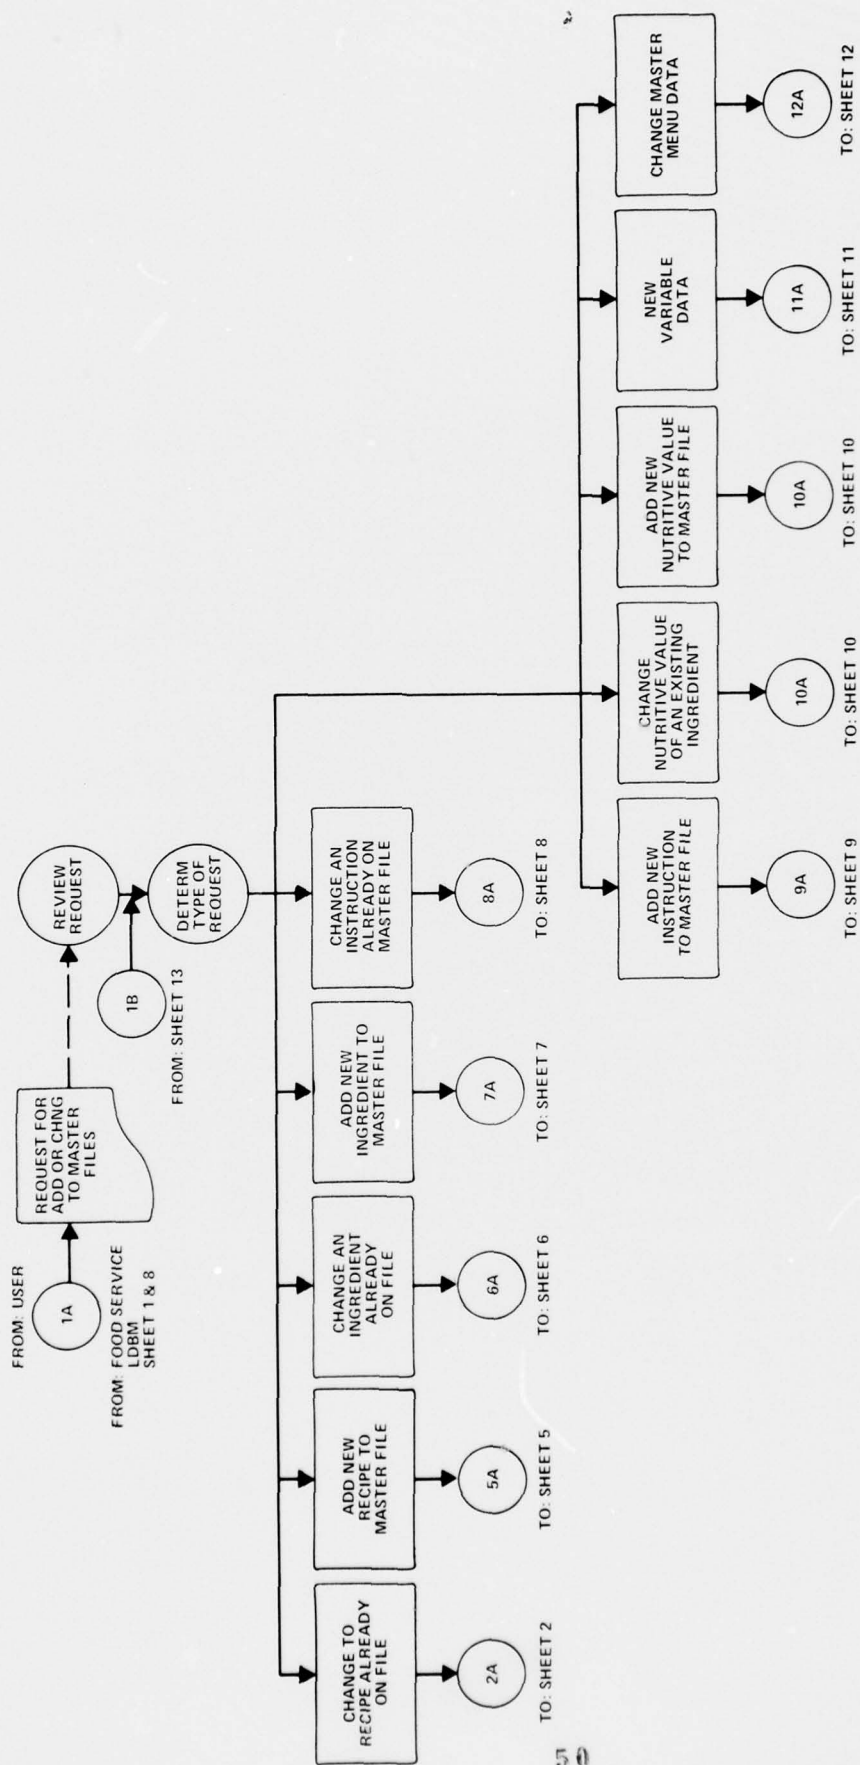 FROM: USER
1A
FROM: FOOD SERVICE
LDBM
SHEET 1 & 8
REQUEST FOR
ADD OR CHNG
TO MASTER
FILES
REVIEW
REQUEST
1B
FROM: SHEET 13
DETERM
TYPE OF
REQUEST
CHANGE TO
RECIPE ALREADY
ON FILE
2A
TO: SHEET 2
ADD NEW
RECIPE TO
MASTER FILE
5A
TO: SHEET 5
CHANGE AN
INGREDIENT
ALREADY
ON FILE
6A
TO: SHEET 6
ADD NEW
INGREDIENT TO
MASTER FILE
7A
TO: SHEET 7
CHANGE AN
INSTRUCTION
ALREADY ON
MASTER FILE
8A
TO: SHEET 8
ADD NEW
INSTRUCTION
TO MASTER FILE
9A
TO: SHEET 9
CHANGE
NUTRITIVE VALUE
OF AN EXISTING
INGREDIENT
10A
TO: SHEET 10
ADD NEW
NUTRITIVE VALUE
TO MASTER FILE
10A
TO: SHEET 10
NEW
VARIABLE
DATA
11A
TO: SHEET 11
CHANGE MASTER
MENU DATA
12A
TO: SHEET 12
50